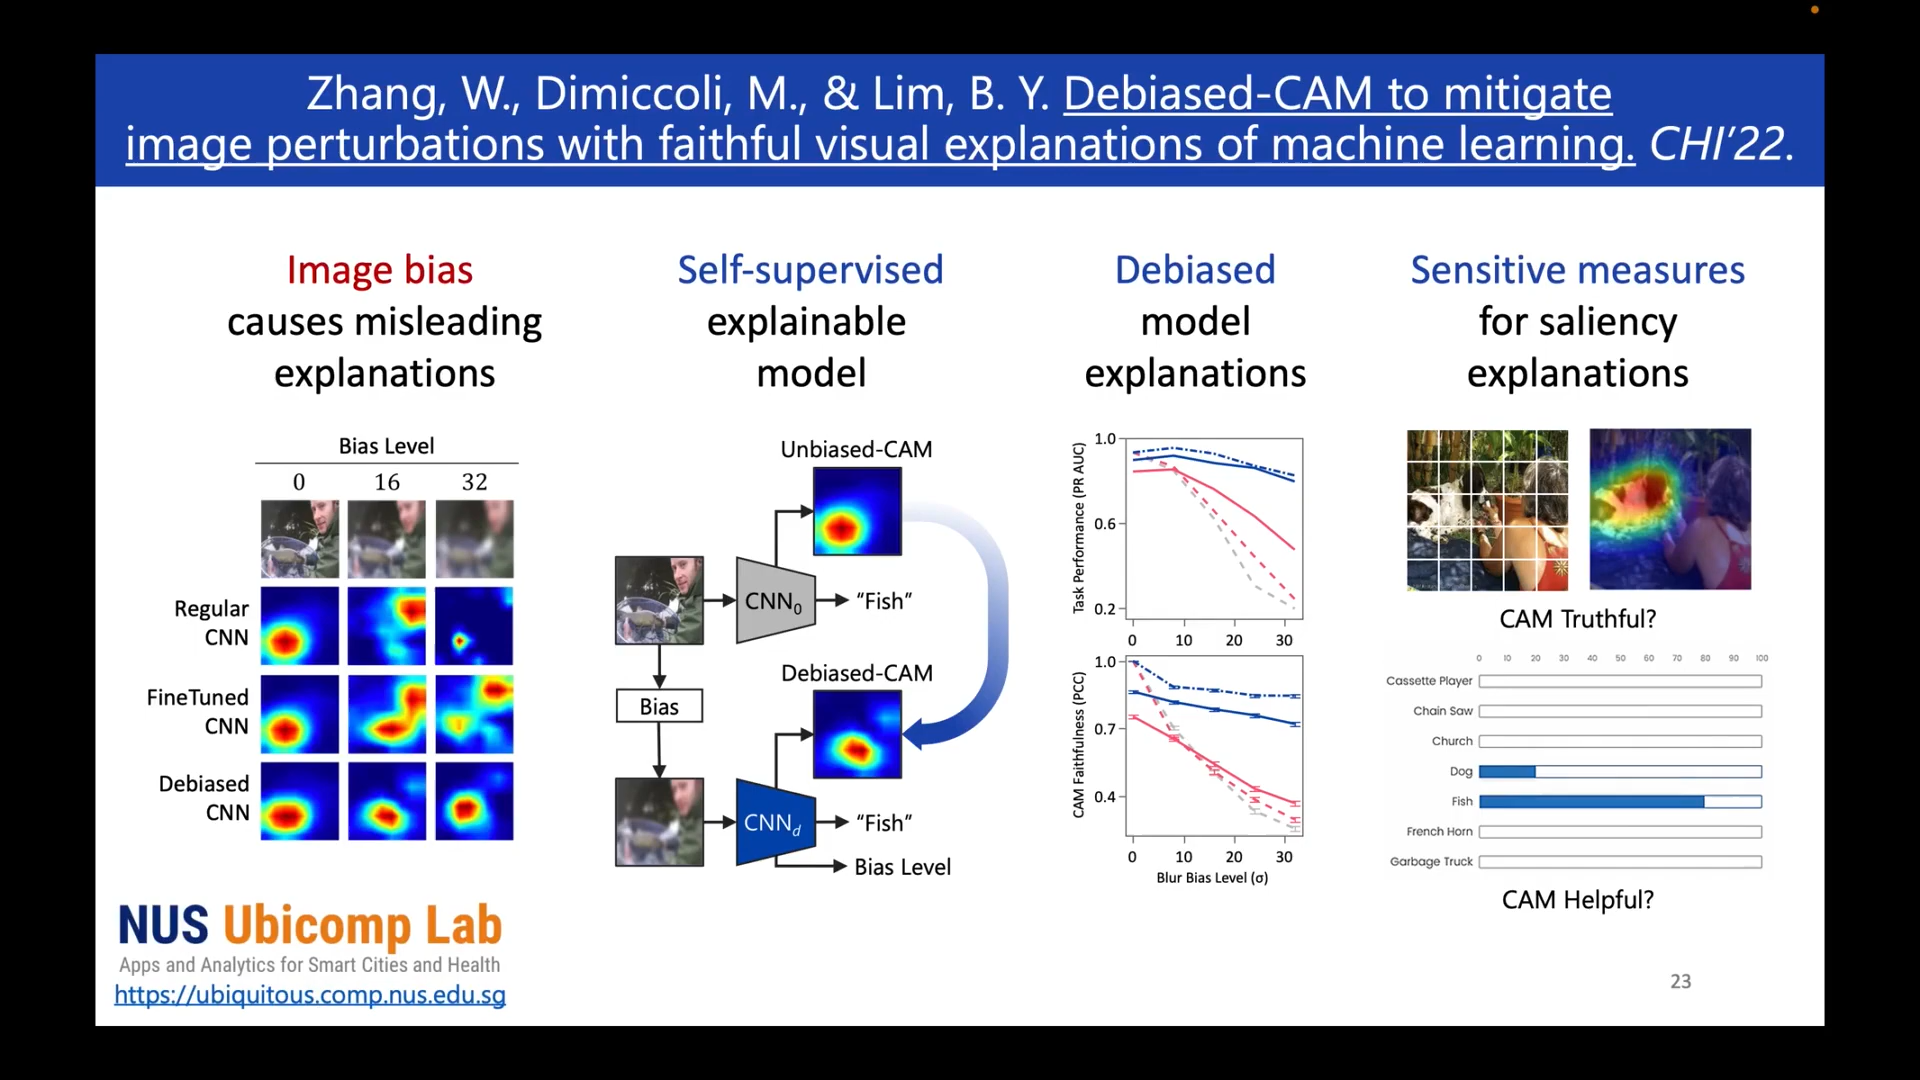 Zhang, W., Dimiccoli, M., & Lim, B. Y. Debiased-CAM to mitigate
image perturbations with faithful visual explanations of machine learning. CHI'22.
Image bias
causes misleading
explanations
Bias Level
0 16 32
Regular
CNN
FineTuned
CNN
Debiased
CNN
Self-supervised
explainable
model
Unbiased-CAM
CNN0
"Fish"
Bias
Debiased-CAM
CNNd
"Fish"
Bias Level
Debiased
model
explanations
Task Performance (PR AUC)
1.0
0.6
0.2
0 10 20 30
CAM Faithfulness (PCC)
1.0
0.7
0.4
0 10 20 30
Blur Bias Level (σ)
Sensitive measures
for saliency
explanations
CAM Truthful?
0 10 20 30 40 50 60 70 80 90 100
Cassette Player
Chain Saw
Church
Dog
Fish
French Horn
Garbage Truck
CAM Helpful?
NUS Ubicomp Lab
Apps and Analytics for Smart Cities and Health
https://ubiquitous.comp.nus.edu.sg
23